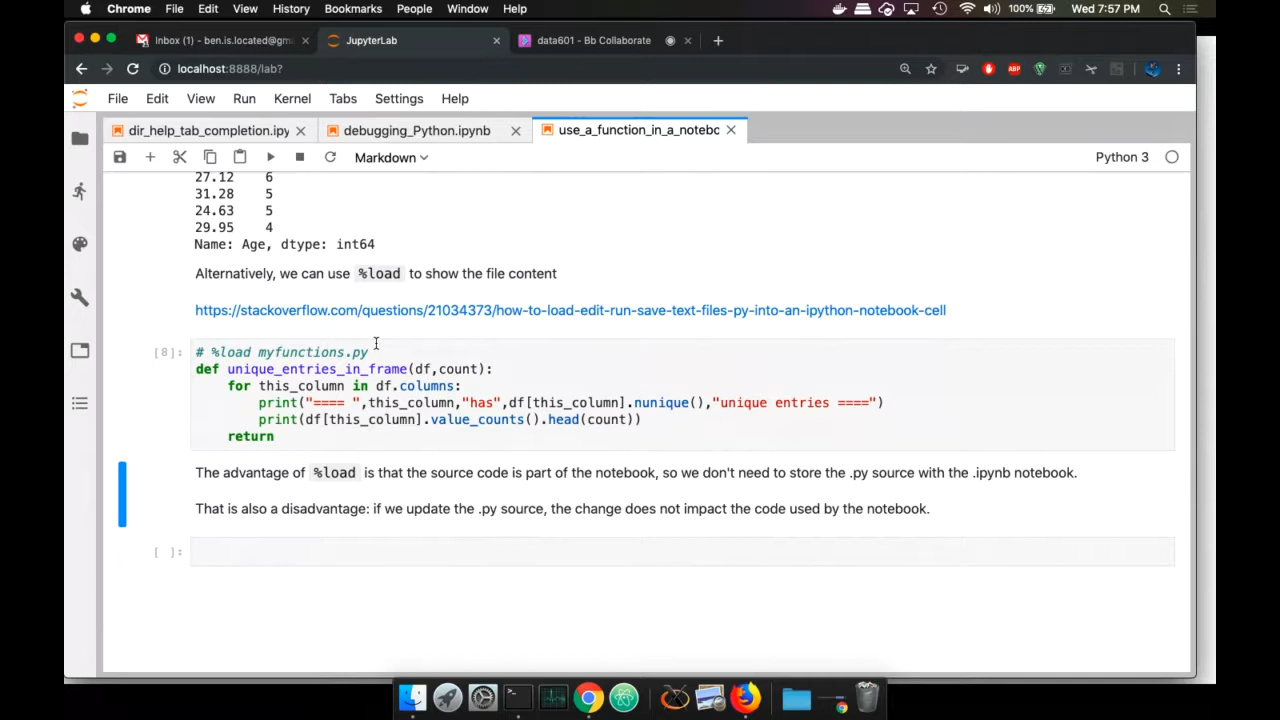 Chrome File Edit View History Bookmarks People Window Help 100% Wed 7:57 PM
Inbox (1) - ben.is.located@gm JupyterLab data601 - Bb Collaborate
localhost:8888/lab?
ABP
File Edit View Run Kernel Tabs Settings Help
dir_help_tab_completion.ipy debugging_Python.ipynb use_a_function_in_a_notebo
Markdown Python 3
27.12 6
31.28 5
24.63 5
29.95 4
Name: Age, dtype: int64
Alternatively, we can use %load to show the file content
https://stackoverflow.com/questions/21034373/how-to-load-edit-run-save-text-files-py-into-an-ipython-notebook-cell
[8]: # %load myfunctions.py
def unique_entries_in_frame(df,count):
for this_column in df.columns:
print("==== ",this_column,"has",df[this_column].nunique(),"unique entries ====")
print(df[this_column].value_counts().head(count))
return
The advantage of %load is that the source code is part of the notebook, so we don't need to store the .py source with the .ipynb notebook.
That is also a disadvantage: if we update the .py source, the change does not impact the code used by the notebook.
[ ]: